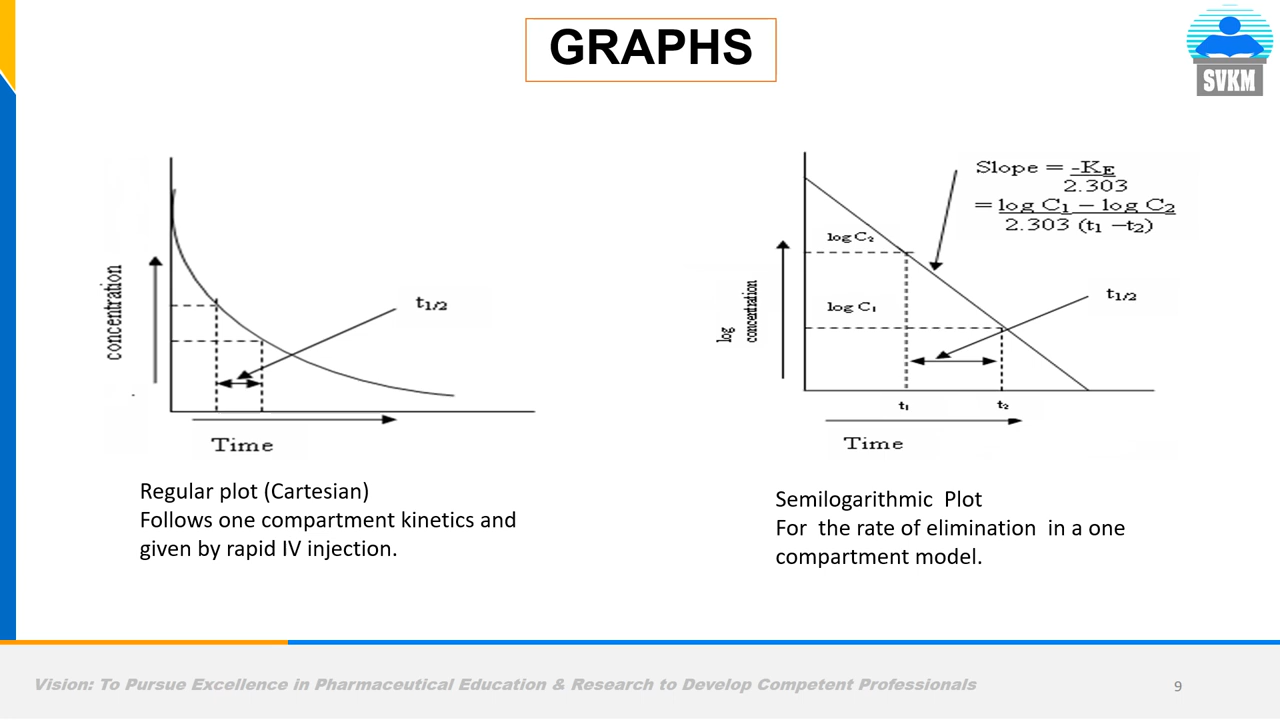 GRAPHS
SVKM
concentration
t1/2
Time
Regular plot (Cartesian)
Follows one compartment kinetics and
given by rapid IV injection.
Slope = -KE
2.303
= log C1 – log C2
2.303 (t1 –t2)
log C2
log C1
log
concentration
t1/2
t1
t2
Time
Semilogarithmic Plot
For the rate of elimination in a one
compartment model.
Vision: To Pursue Excellence in Pharmaceutical Education & Research to Develop Competent Professionals
9